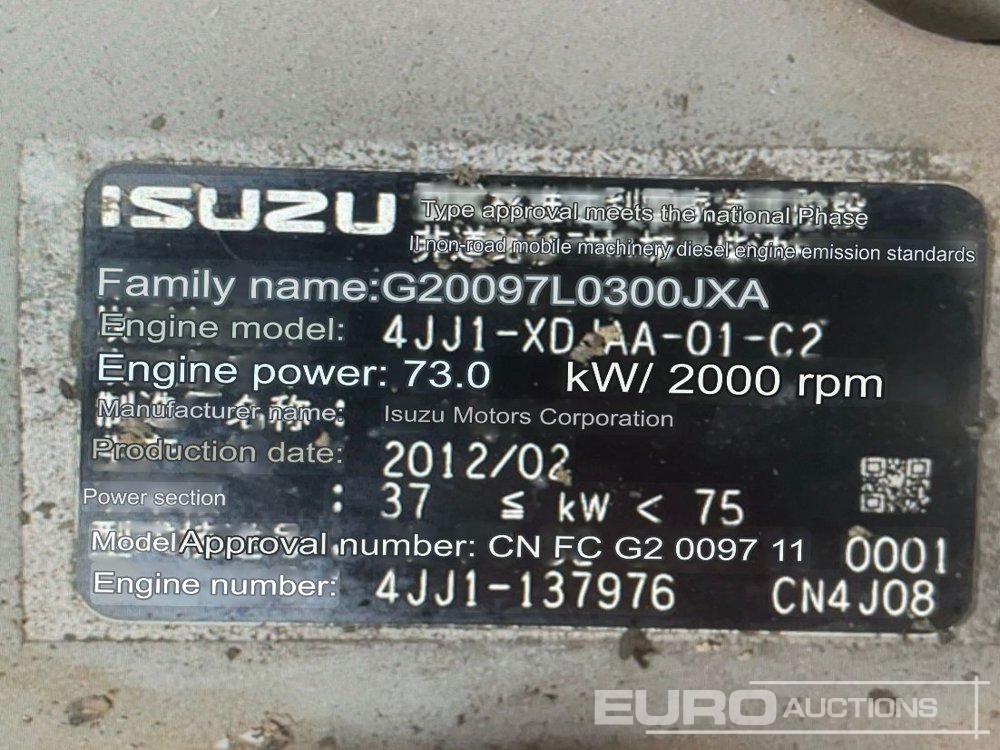 ISUZU
Type approval meets the national Phase
II non-road mobile machinery diesel engine emission standards
Family name:G20097L0300JXA
Engine model: 4JJ1-XD AA-01-C2
Engine power: 73.0 kW/ 2000 rpm
Manufacturer name: Isuzu Motors Corporation
Production date: 2012/02
Power section : 37 ≦ kW < 75
Model Approval number: CN FC G2 0097 11 0001
Engine number: 4JJ1-137976 CN4J08
EURO AUCTIONS